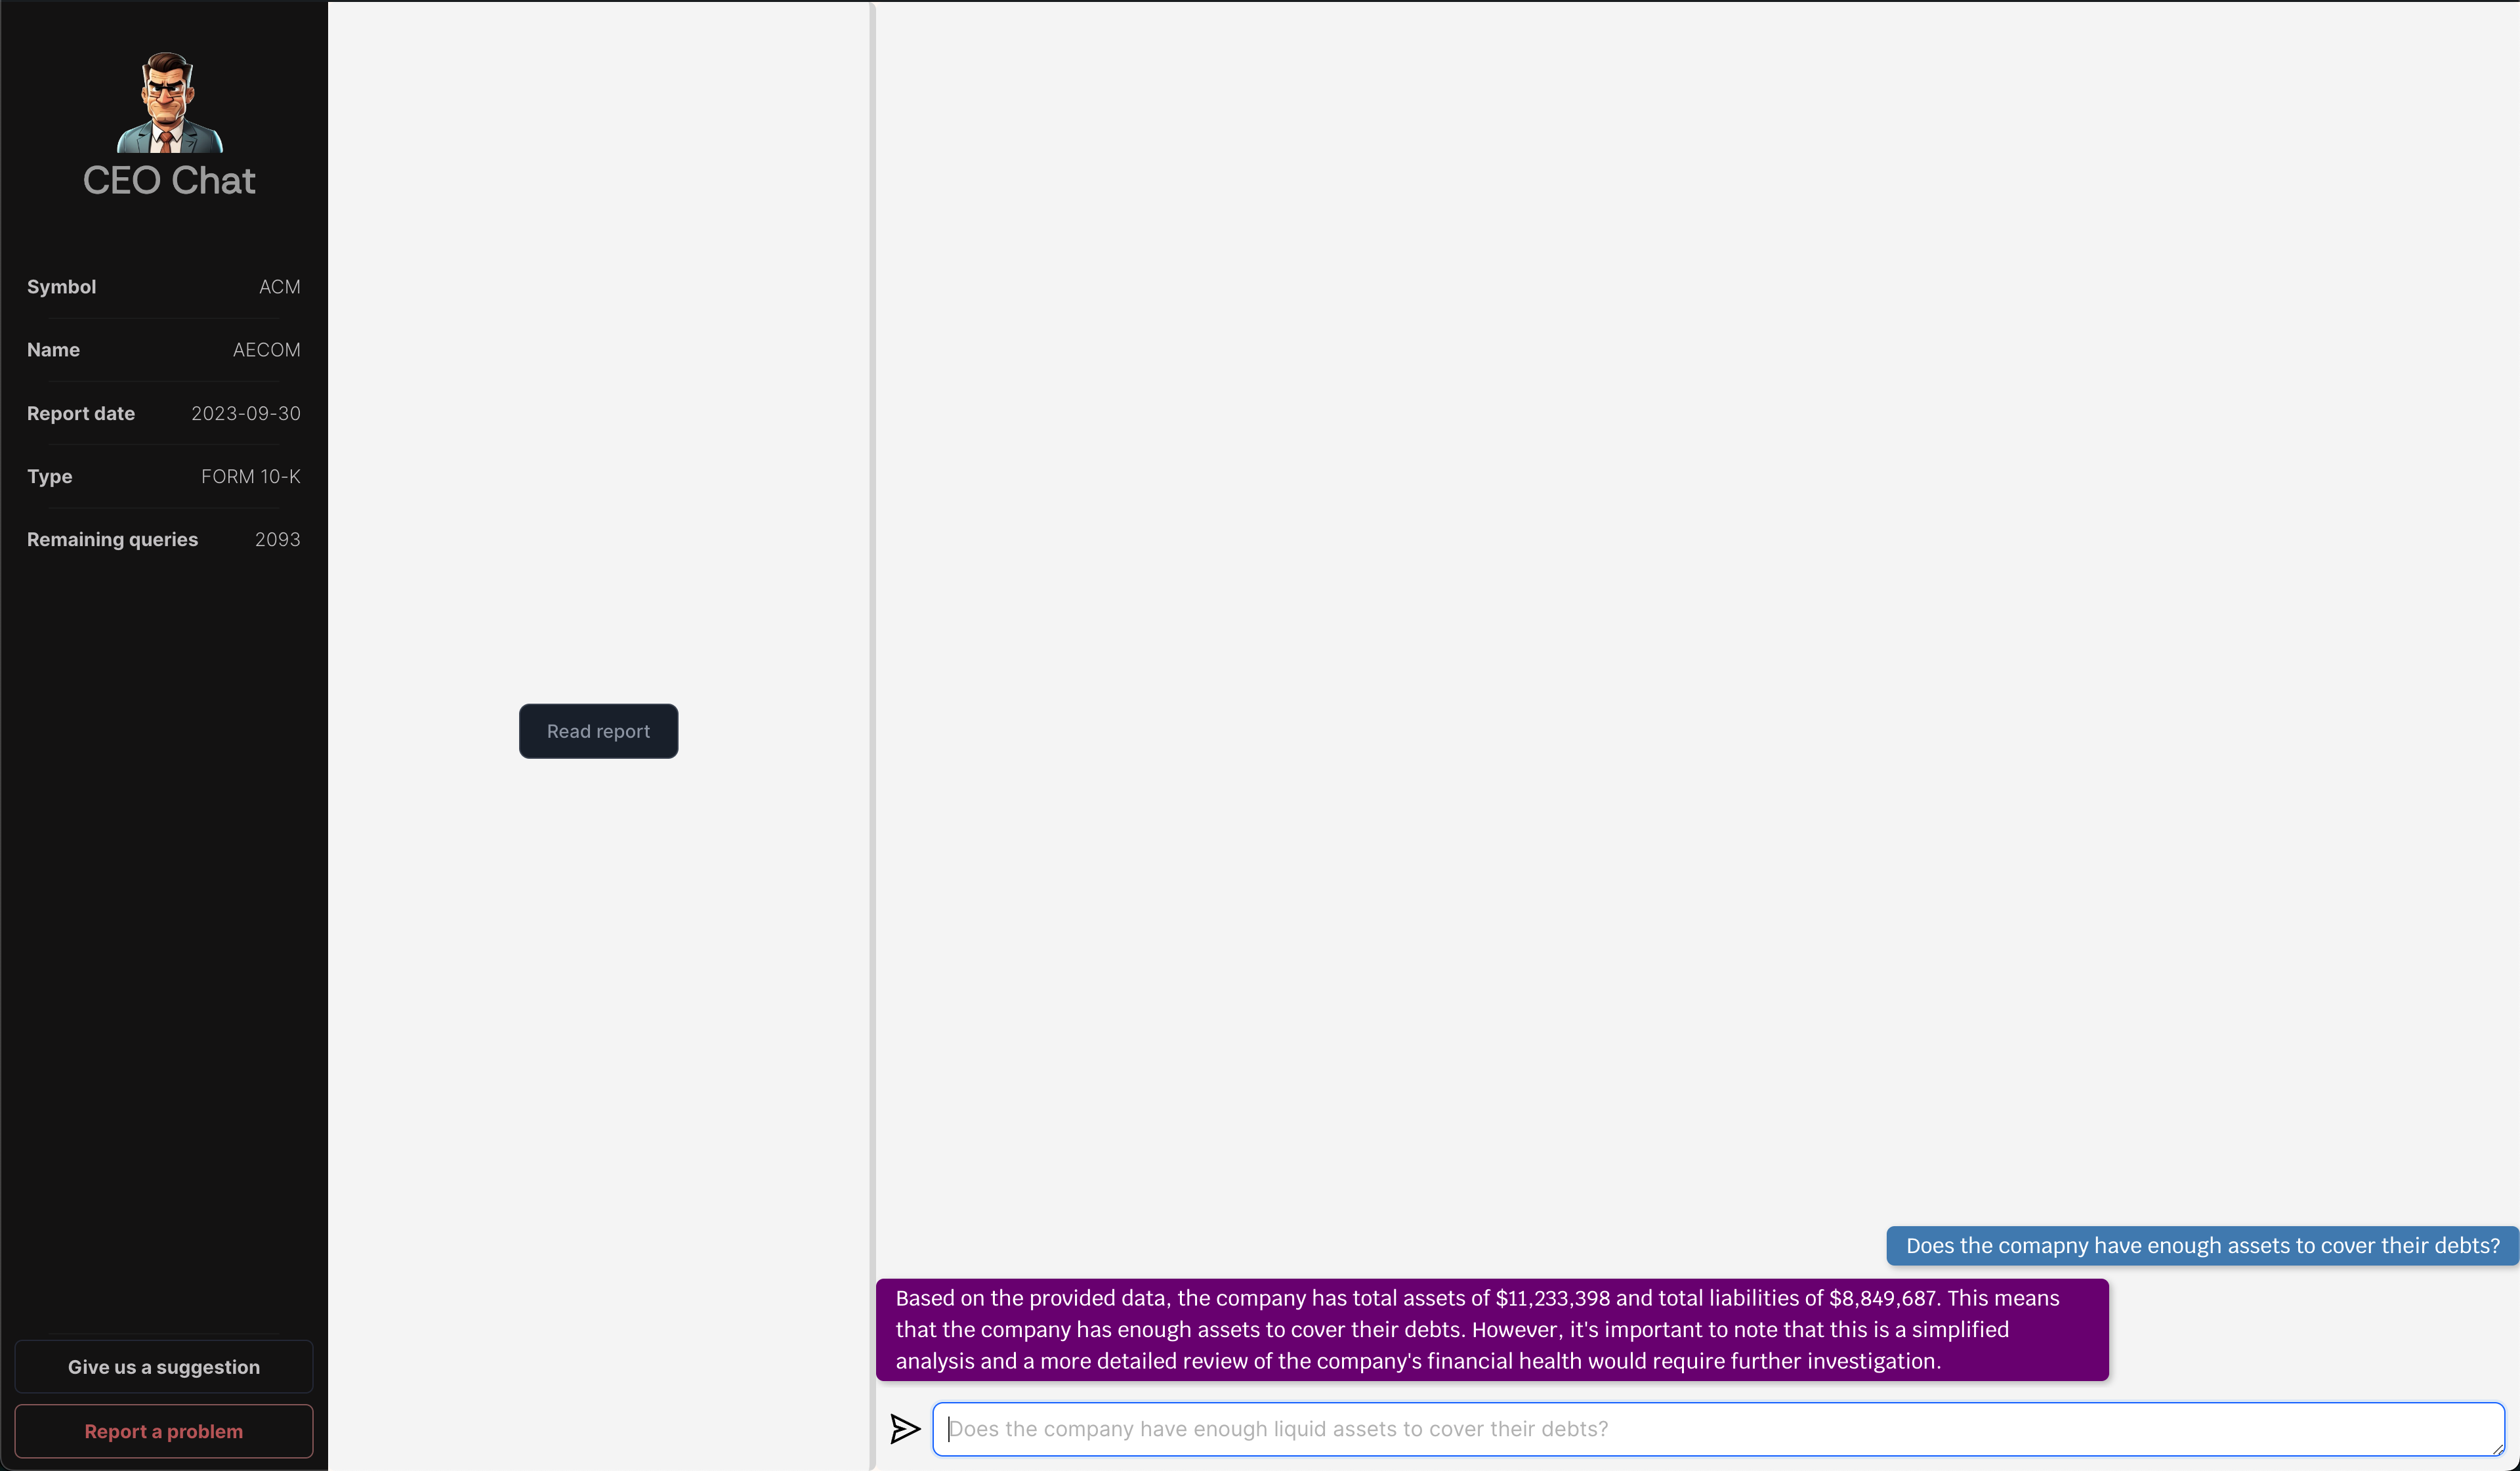 CEO Chat
Symbol ACM
Name AECOM
Report date 2023-09-30
Type FORM 10-K
Remaining queries 2093
Give us a suggestion
Report a problem
Read report
Does the comapny have enough assets to cover their debts?
Based on the provided data, the company has total assets of $11,233,398 and total liabilities of $8,849,687. This means
that the company has enough assets to cover their debts. However, it's important to note that this is a simplified
analysis and a more detailed review of the company's financial health would require further investigation.
Does the company have enough liquid assets to cover their debts?